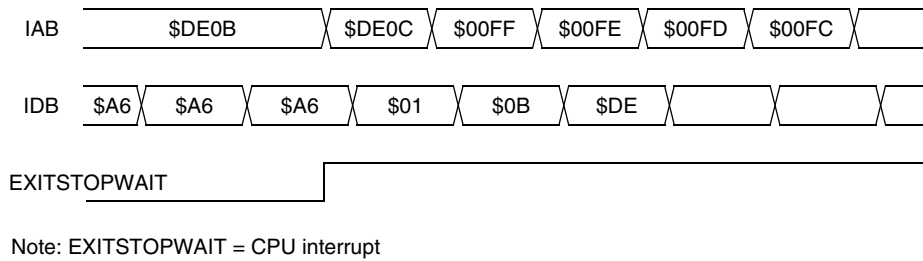 IAB $DE0B $DE0C $00FF $00FE $00FD $00FC
IDB $A6 $A6 $A6 $01 $0B $DE
EXITSTOPWAIT
Note: EXITSTOPWAIT = CPU interrupt